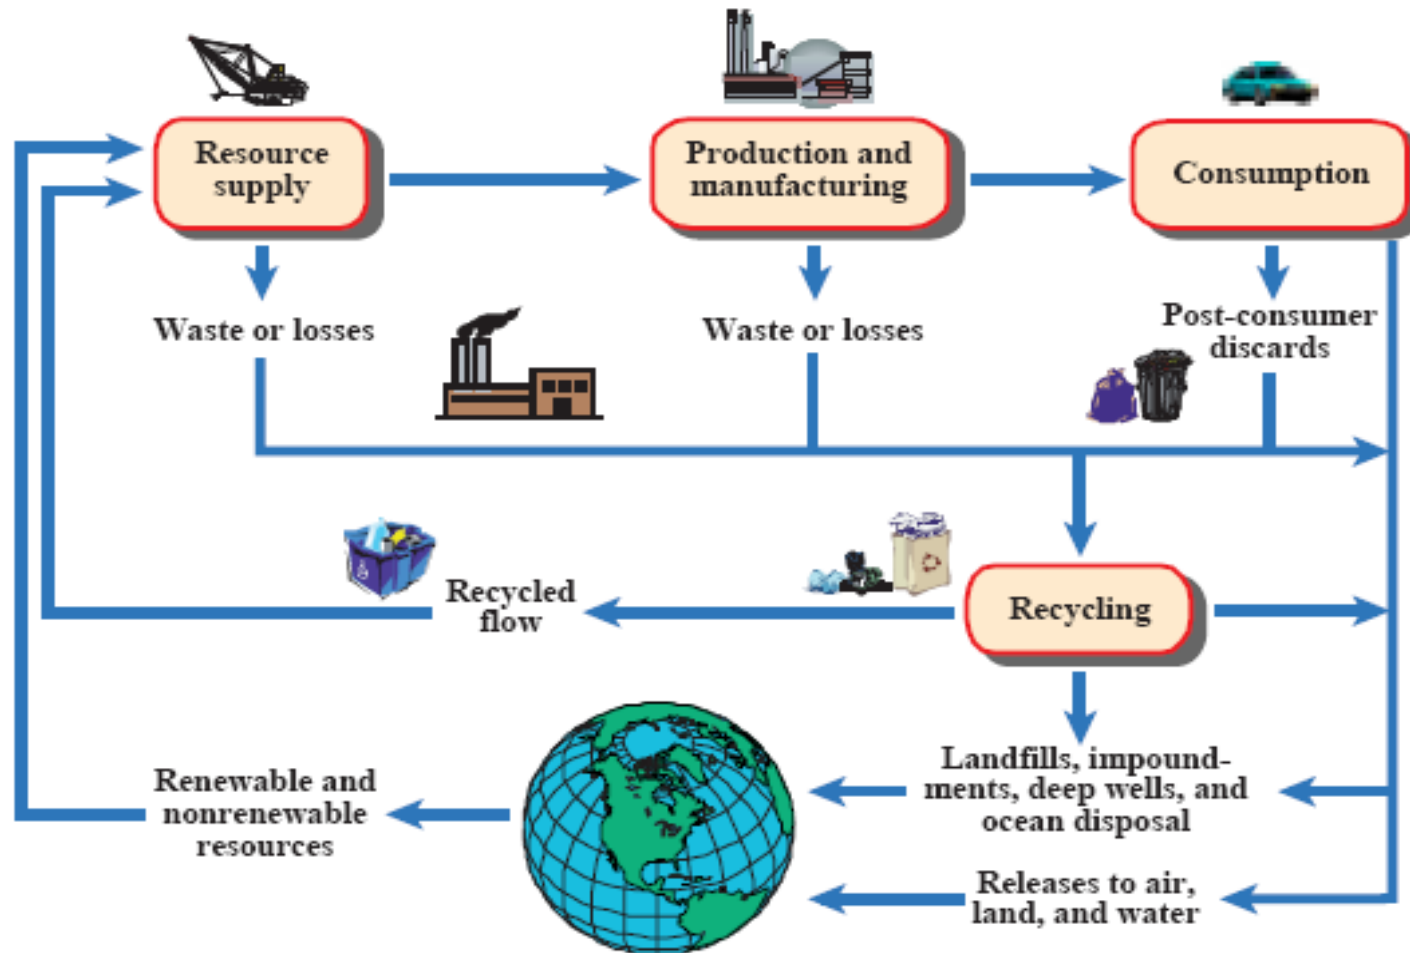 Resource
supply
Production and
manufacturing
Consumption
Waste or losses
Waste or losses
Post-consumer
discards
Recycled
flow
Recycling
Renewable and
nonrenewable
resources
Landfills, impound-
ments, deep wells, and
ocean disposal
Releases to air,
land, and water